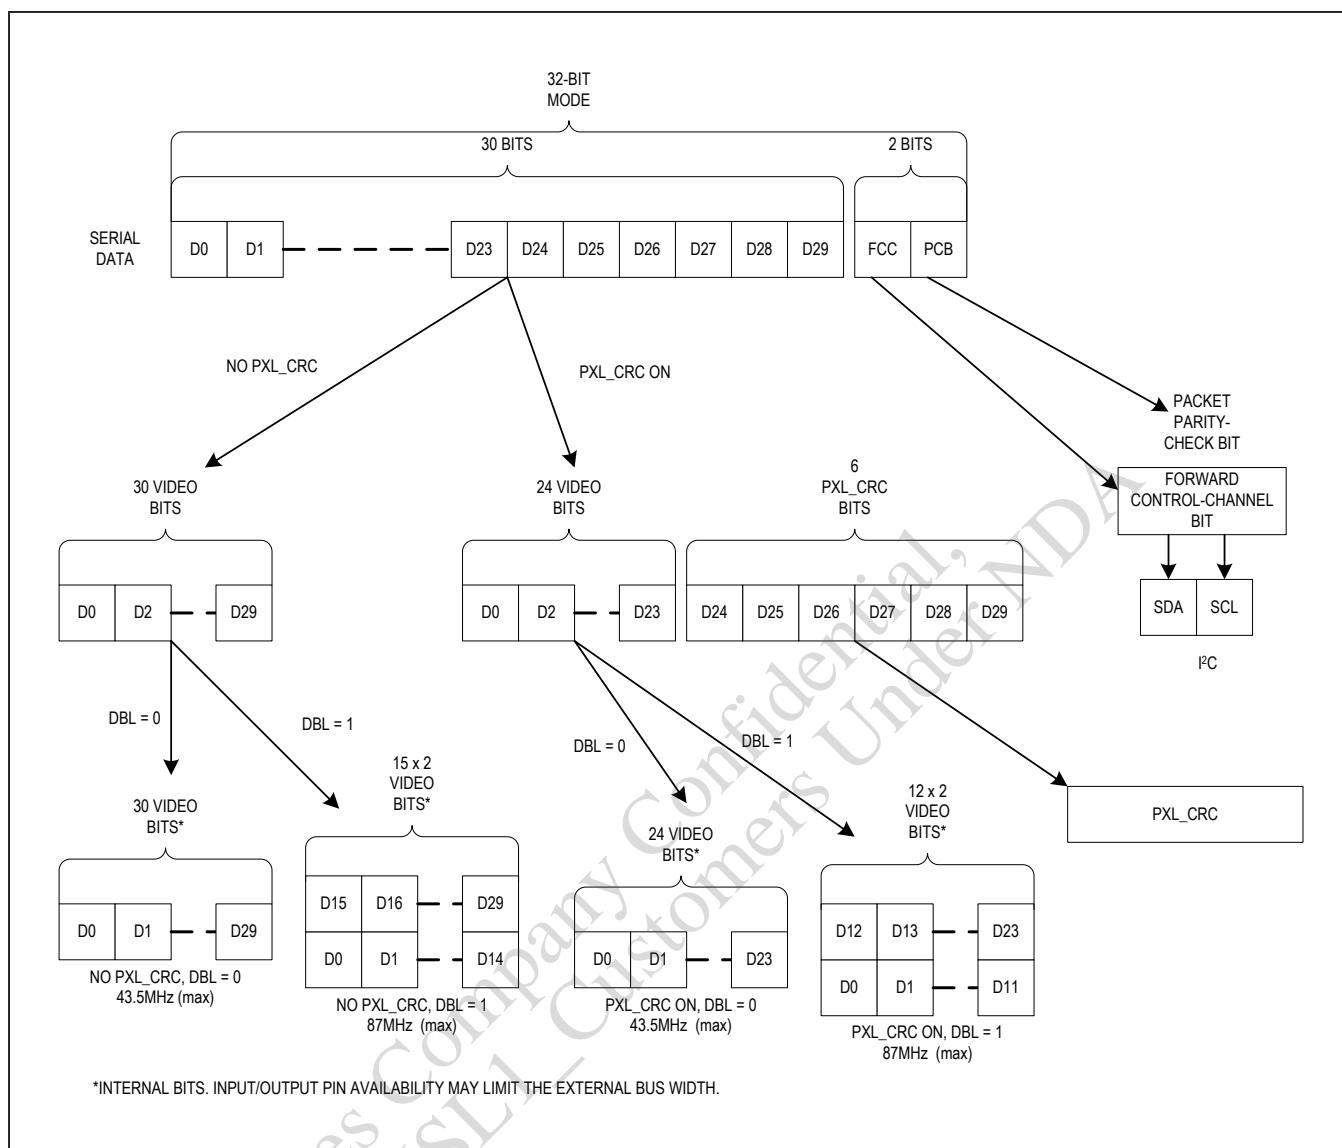 32-BIT
MODE
30 BITS
2 BITS
SERIAL
DATA
D0
D1
D23
D24
D25
D26
D27
D28
D29
FCC
PCB
NO PXL_CRC
PXL_CRC ON
PACKET
PARITY-
CHECK BIT
30 VIDEO
BITS
24 VIDEO
BITS
6
PXL_CRC
BITS
FORWARD
CONTROL-CHANNEL
BIT
D0
D2
D29
D0
D2
D23
D24
D25
D26
D27
D28
D29
SDA
SCL
I²C
DBL = 0
DBL = 1
DBL = 0
DBL = 1
30 VIDEO
BITS*
15 x 2
VIDEO
BITS*
24 VIDEO
BITS*
12 x 2
VIDEO
BITS*
PXL_CRC
D0
D1
D29
D15
D16
D29
D0
D1
D14
D0
D1
D23
D12
D13
D23
D0
D1
D11
NO PXL_CRC, DBL = 0
43.5MHz (max)
NO PXL_CRC, DBL = 1
87MHz (max)
PXL_CRC ON, DBL = 0
43.5MHz (max)
PXL_CRC ON, DBL = 1
87MHz (max)
*INTERNAL BITS. INPUT/OUTPUT PIN AVAILABILITY MAY LIMIT THE EXTERNAL BUS WIDTH.
Company Confidential,
Customers Under NDA